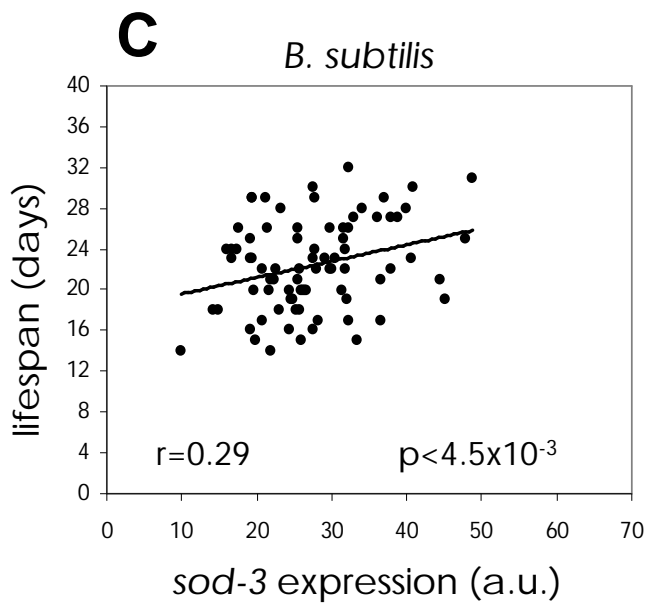 C
B. subtilis
40
36
32
28
24
20
16
12
8
4
0
lifespan (days)
r=0.29
p<4.5x10-3
0 10 20 30 40 50 60 70
sod-3 expression (a.u.)